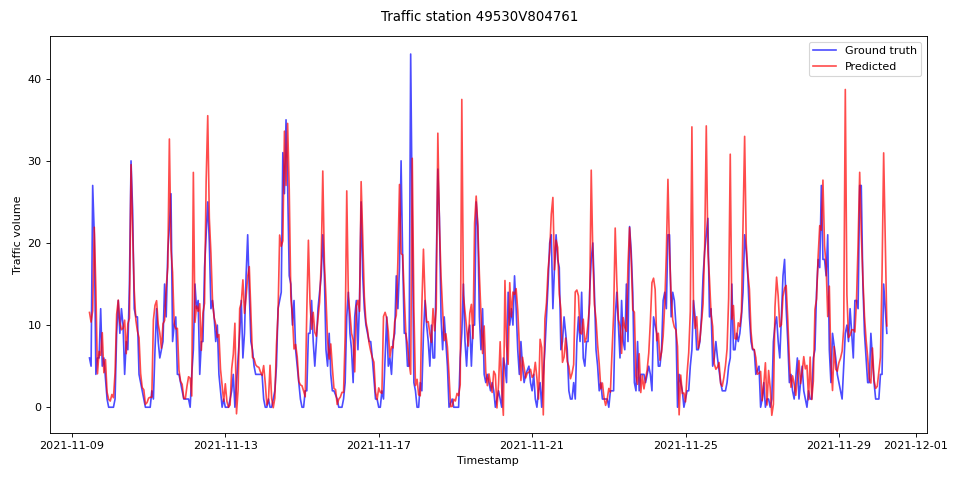 Traffic station 49530V804761
Ground truth
Predicted
Traffic volume
40
30
20
10
0
2021-11-09
2021-11-13
2021-11-17
2021-11-21
2021-11-25
2021-11-29
2021-12-01
Timestamp